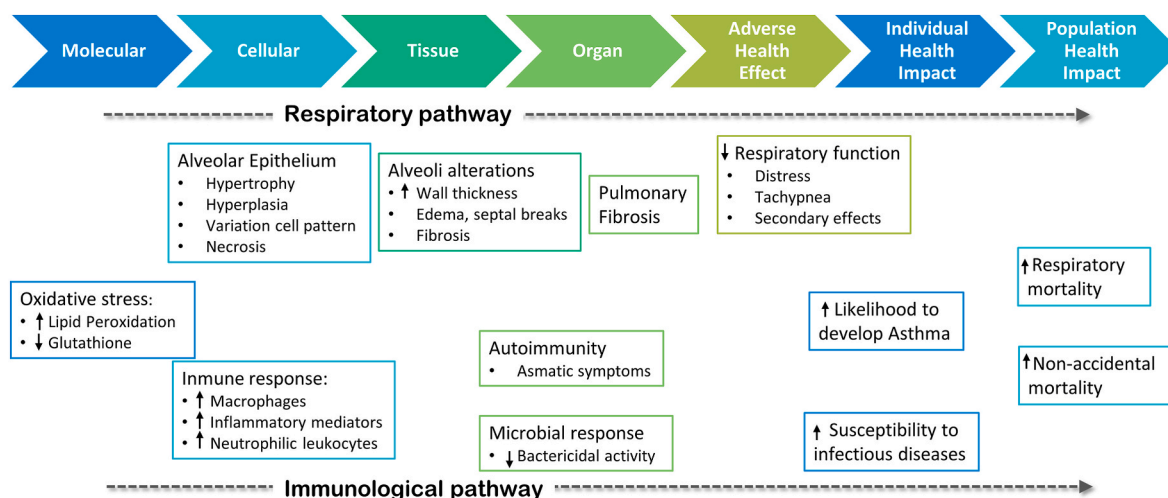 Molecular
Cellular
Tissue
Organ
Adverse
Health
Effect
Individual
Health
Impact
Population
Health
Impact
Respiratory pathway
Alveolar Epithelium
• Hypertrophy
• Hyperplasia
• Variation cell pattern
• Necrosis
Alveoli alterations
• ↑ Wall thickness
• Edema, septal breaks
• Fibrosis
Pulmonary
Fibrosis
↓ Respiratory function
• Distress
• Tachypnea
• Secondary effects
↑ Respiratory
mortality
Oxidative stress:
• ↑ Lipid Peroxidation
• ↓ Glutathione
↑ Likelihood to
develop Asthma
Autoimmunity
• Asmatic symptoms
↑ Non-accidental
mortality
Inmune response:
• ↑ Macrophages
• ↑ Inflammatory mediators
• ↑ Neutrophilic leukocytes
Microbial response
• ↓ Bactericidal activity
↑ Susceptibility to
infectious diseases
Immunological pathway